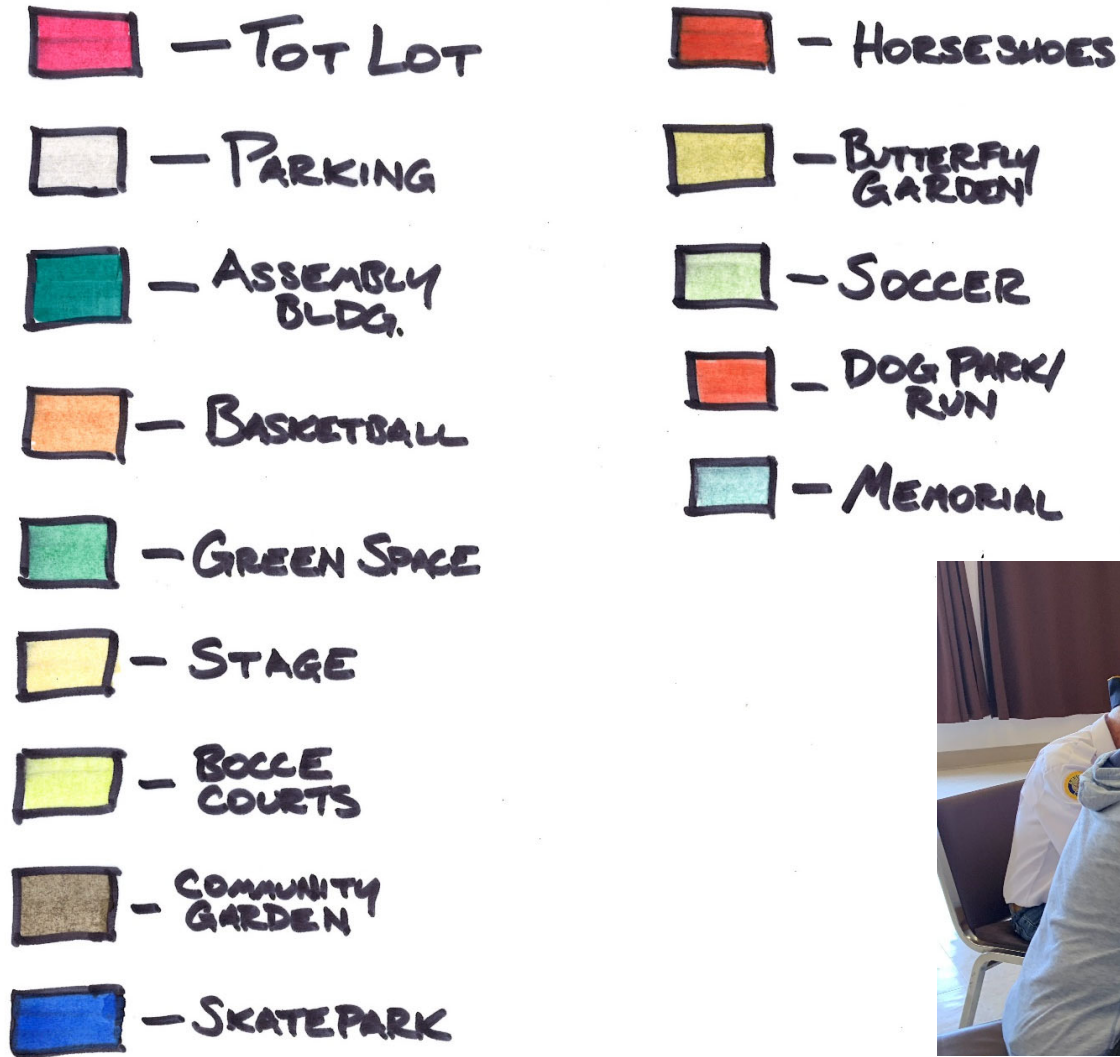 — TOT LOT
— PARKING
— ASSEMBLY
BLDG.
— BASKETBALL
— GREEN SPACE
— STAGE
— BOCCE
COURTS
— COMMUNITY
GARDEN
— SKATEPARK
— HORSESHOES
— BUTTERFLY
GARDEN
— SOCCER
— DOG PARK/
RUN
— MEMORIAL